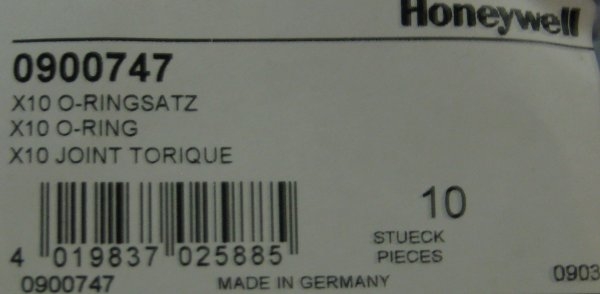 Honeywell
0900747
X10 O-RINGSATZ
X10 O-RING
X10 JOINT TORIQUE
10
STUECK
PIECES
4 019837 025885
0900747
MADE IN GERMANY
0903